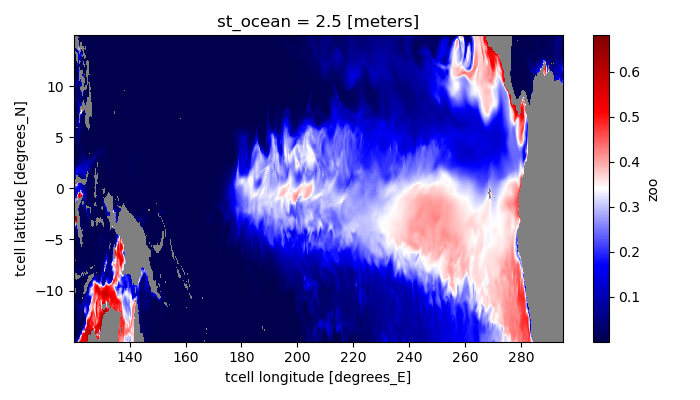 st_ocean = 2.5 [meters]
10
5
0
−5
−10
tcell latitude [degrees_N]
140 160 180 200 220 240 260 280
tcell longitude [degrees_E]
0.6
0.5
0.4
0.3
0.2
0.1
zoo